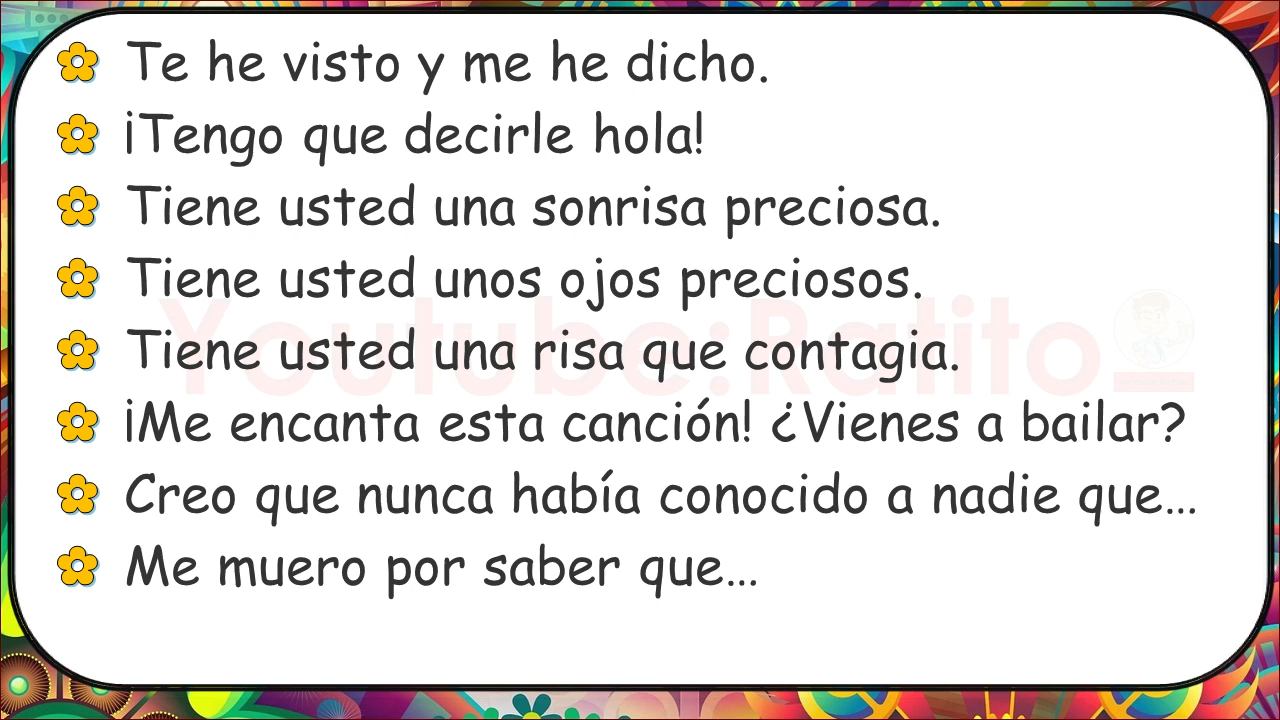 Te he visto y me he dicho.
¡Tengo que decirle hola!
Tiene usted una sonrisa preciosa.
Tiene usted unos ojos preciosos.
Tiene usted una risa que contagia.
¡Me encanta esta canción! ¿Vienes a bailar?
Creo que nunca había conocido a nadie que...
Me muero por saber que...
Youtube:Ratito